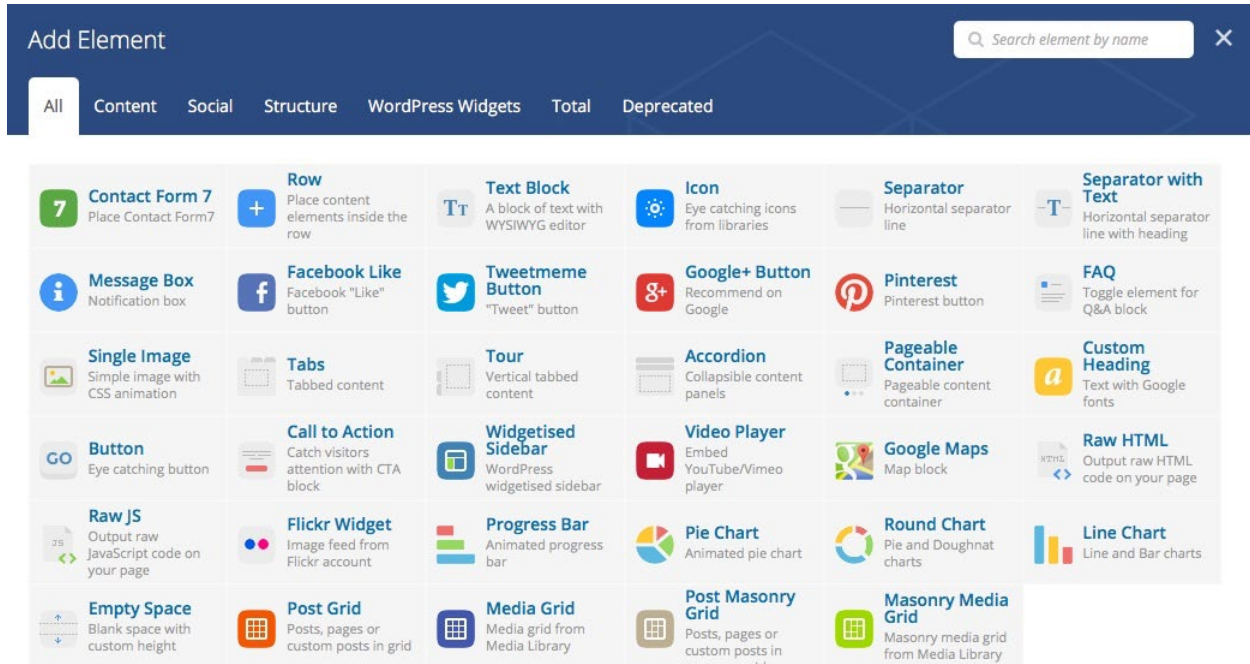 Add Element
Search element by name
All Content Social Structure WordPress Widgets Total Deprecated
7
Contact Form 7
Place Contact Form7
Row
Place content
elements inside the
row
TT
Text Block
A block of text with
WYSIWYG editor
Icon
Eye catching icons
from libraries
Separator
Horizontal separator
line
T
Separator with
Text
Horizontal separator
line with heading
i
Message Box
Notification box
f
Facebook Like
Facebook "Like"
button
Tweetmeme
Button
"Tweet" button
8+
Google+ Button
Recommend on
Google
Pinterest
Pinterest button
FAQ
Toggle element for
Q&A block
Single Image
Simple image with
CSS animation
Tabs
Tabbed content
Tour
Vertical tabbed
content
Accordion
Collapsible content
panels
Pageable
Container
Pageable content
container
a
Custom
Heading
Text with Google
fonts
GO
Button
Eye catching button
Call to Action
Catch visitors
attention with CTA
block
Widgetised
Sidebar
WordPress
widgetised sidebar
Video Player
Embed
YouTube/Vimeo
player
Google Maps
Map block
HTML
<>
Raw HTML
Output raw HTML
code on your page
JS
<>
Raw JS
Output raw
JavaScript code on
your page
Flickr Widget
Image feed from
Flickr account
Progress Bar
Animated progress
bar
Pie Chart
Animated pie chart
Round Chart
Pie and Doughnat
charts
Line Chart
Line and Bar charts
Empty Space
Blank space with
custom height
Post Grid
Posts, pages or
custom posts in grid
Media Grid
Media grid from
Media Library
Post Masonry
Grid
Posts, pages or
custom posts in
Masonry Media
Grid
Masonry media grid
from Media Library